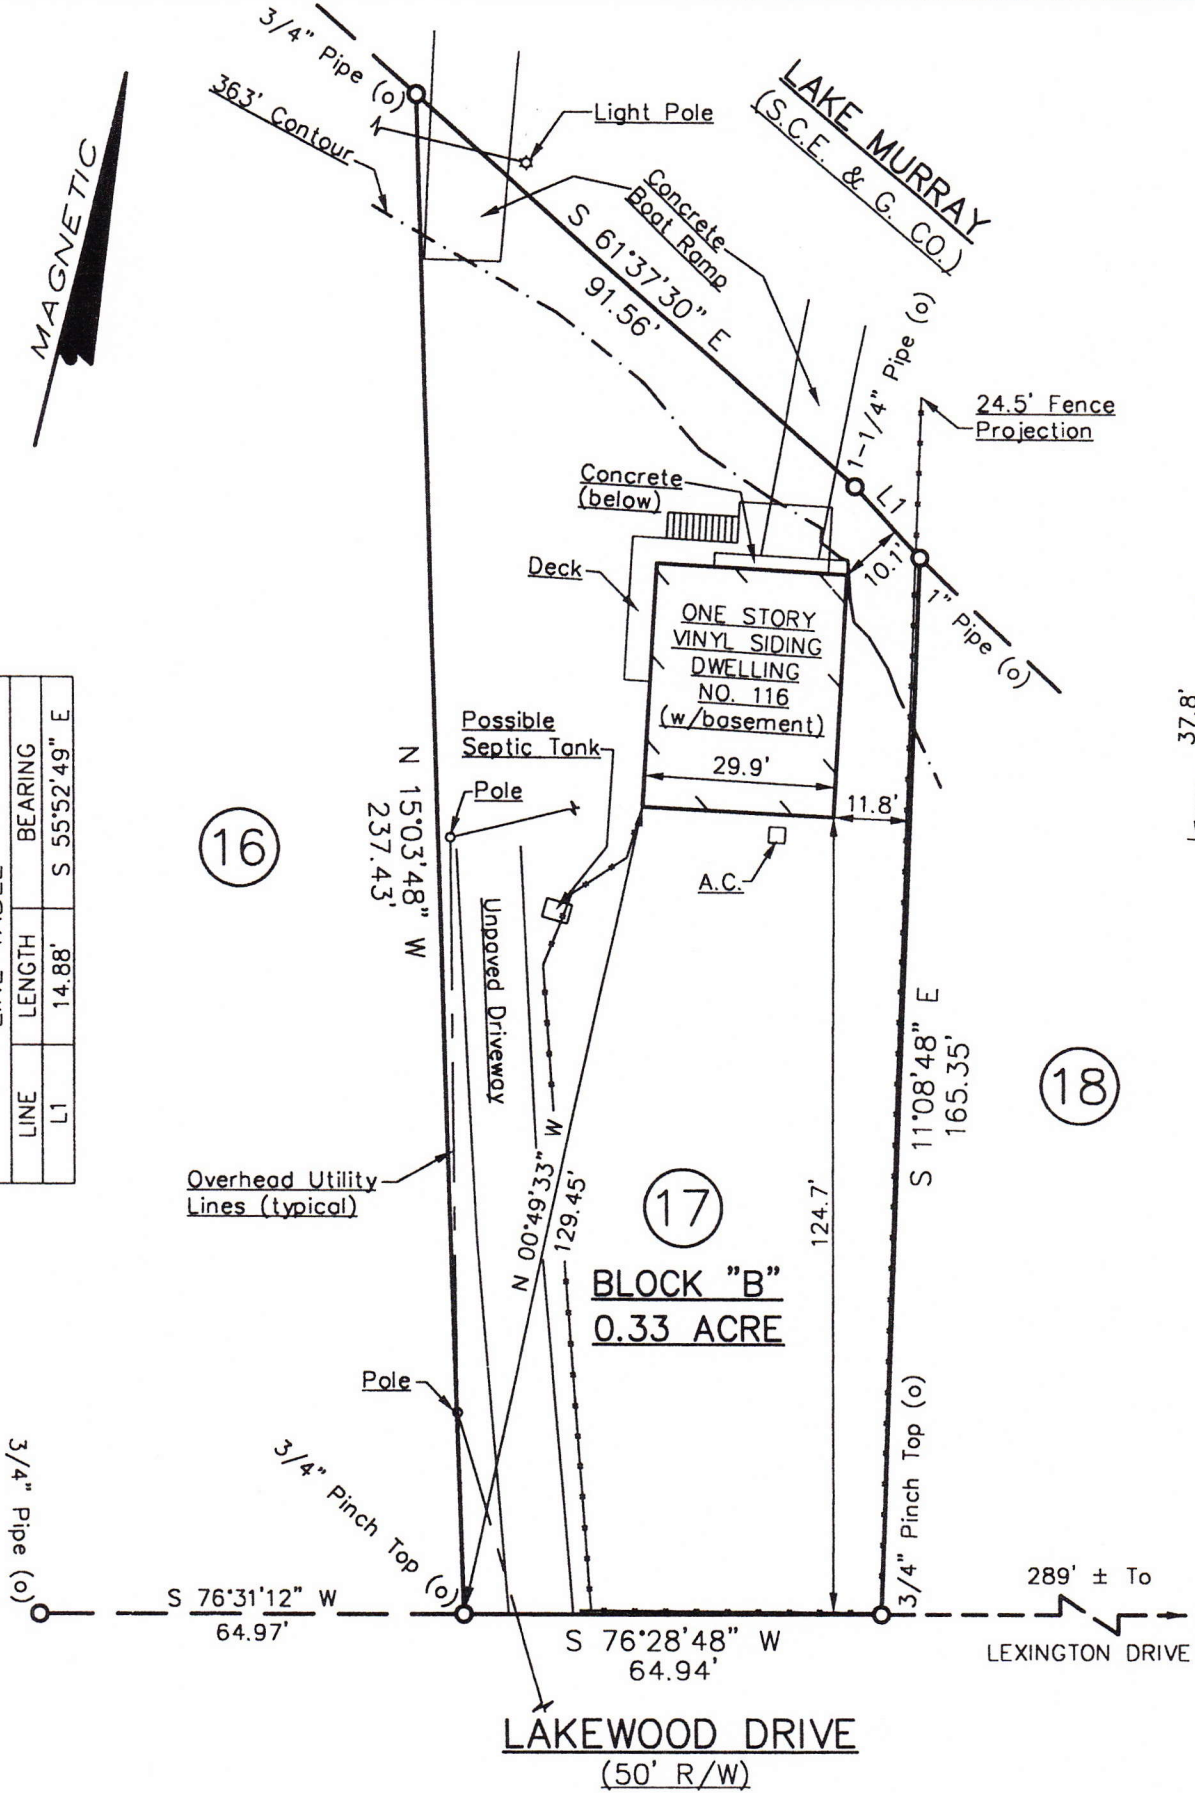 3/4" Pipe (o)
363' Contour
MAGNETIC
Light Pole
LAKE MURRAY
(S.C.E. & G. CO.)
Concrete
Boat Ramp
S 61°37'30" E
91.56'
1-1/4" Pipe (o)
24.5' Fence
Projection
L1
10.1'
1" Pipe (o)
Concrete
(below)
Deck
ONE STORY
VINYL SIDING
DWELLING
NO. 116
(w/basement)
29.9'
11.8'
37.8'
Possible
Septic Tank
Pole
A.C.
N 15°03'48" W
237.43'
16
LINE LENGTH BEARING
L1 14.88' S 55°52'49" E
Unpaved Driveway
S 11°08'48" E
165.35'
18
Overhead Utility
Lines (typical)
W
N 00°49'33"
129.45'
17
BLOCK "B"
0.33 ACRE
124.7'
Pole
3/4" Pinch Top (o)
3/4" Pinch Top (o)
3/4" Pipe (o)
S 76°31'12" W
64.97'
S 76°28'48" W
64.94'
289' ± To
LEXINGTON DRIVE
LAKEWOOD DRIVE
(50' R/W)